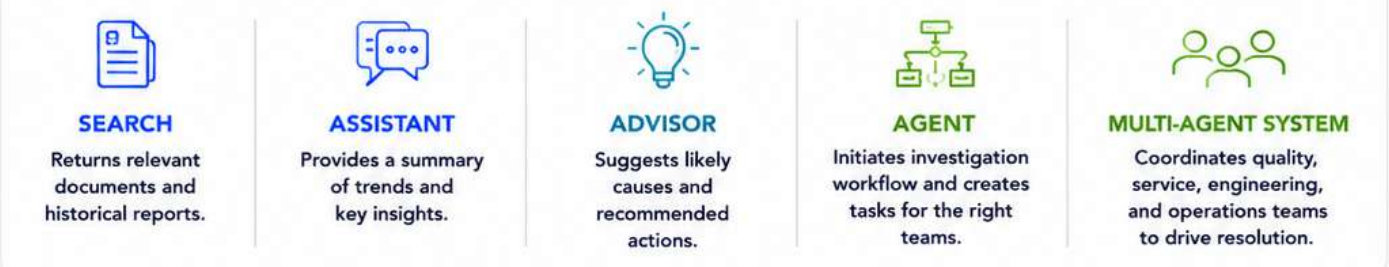 SEARCH
Returns relevant
documents and
historical reports.
ASSISTANT
Provides a summary
of trends and
key insights.
ADVISOR
Suggests likely
causes and
recommended
actions.
AGENT
Initiates investigation
workflow and creates
tasks for the right
teams.
MULTI-AGENT SYSTEM
Coordinates quality,
service, engineering,
and operations teams
to drive resolution.